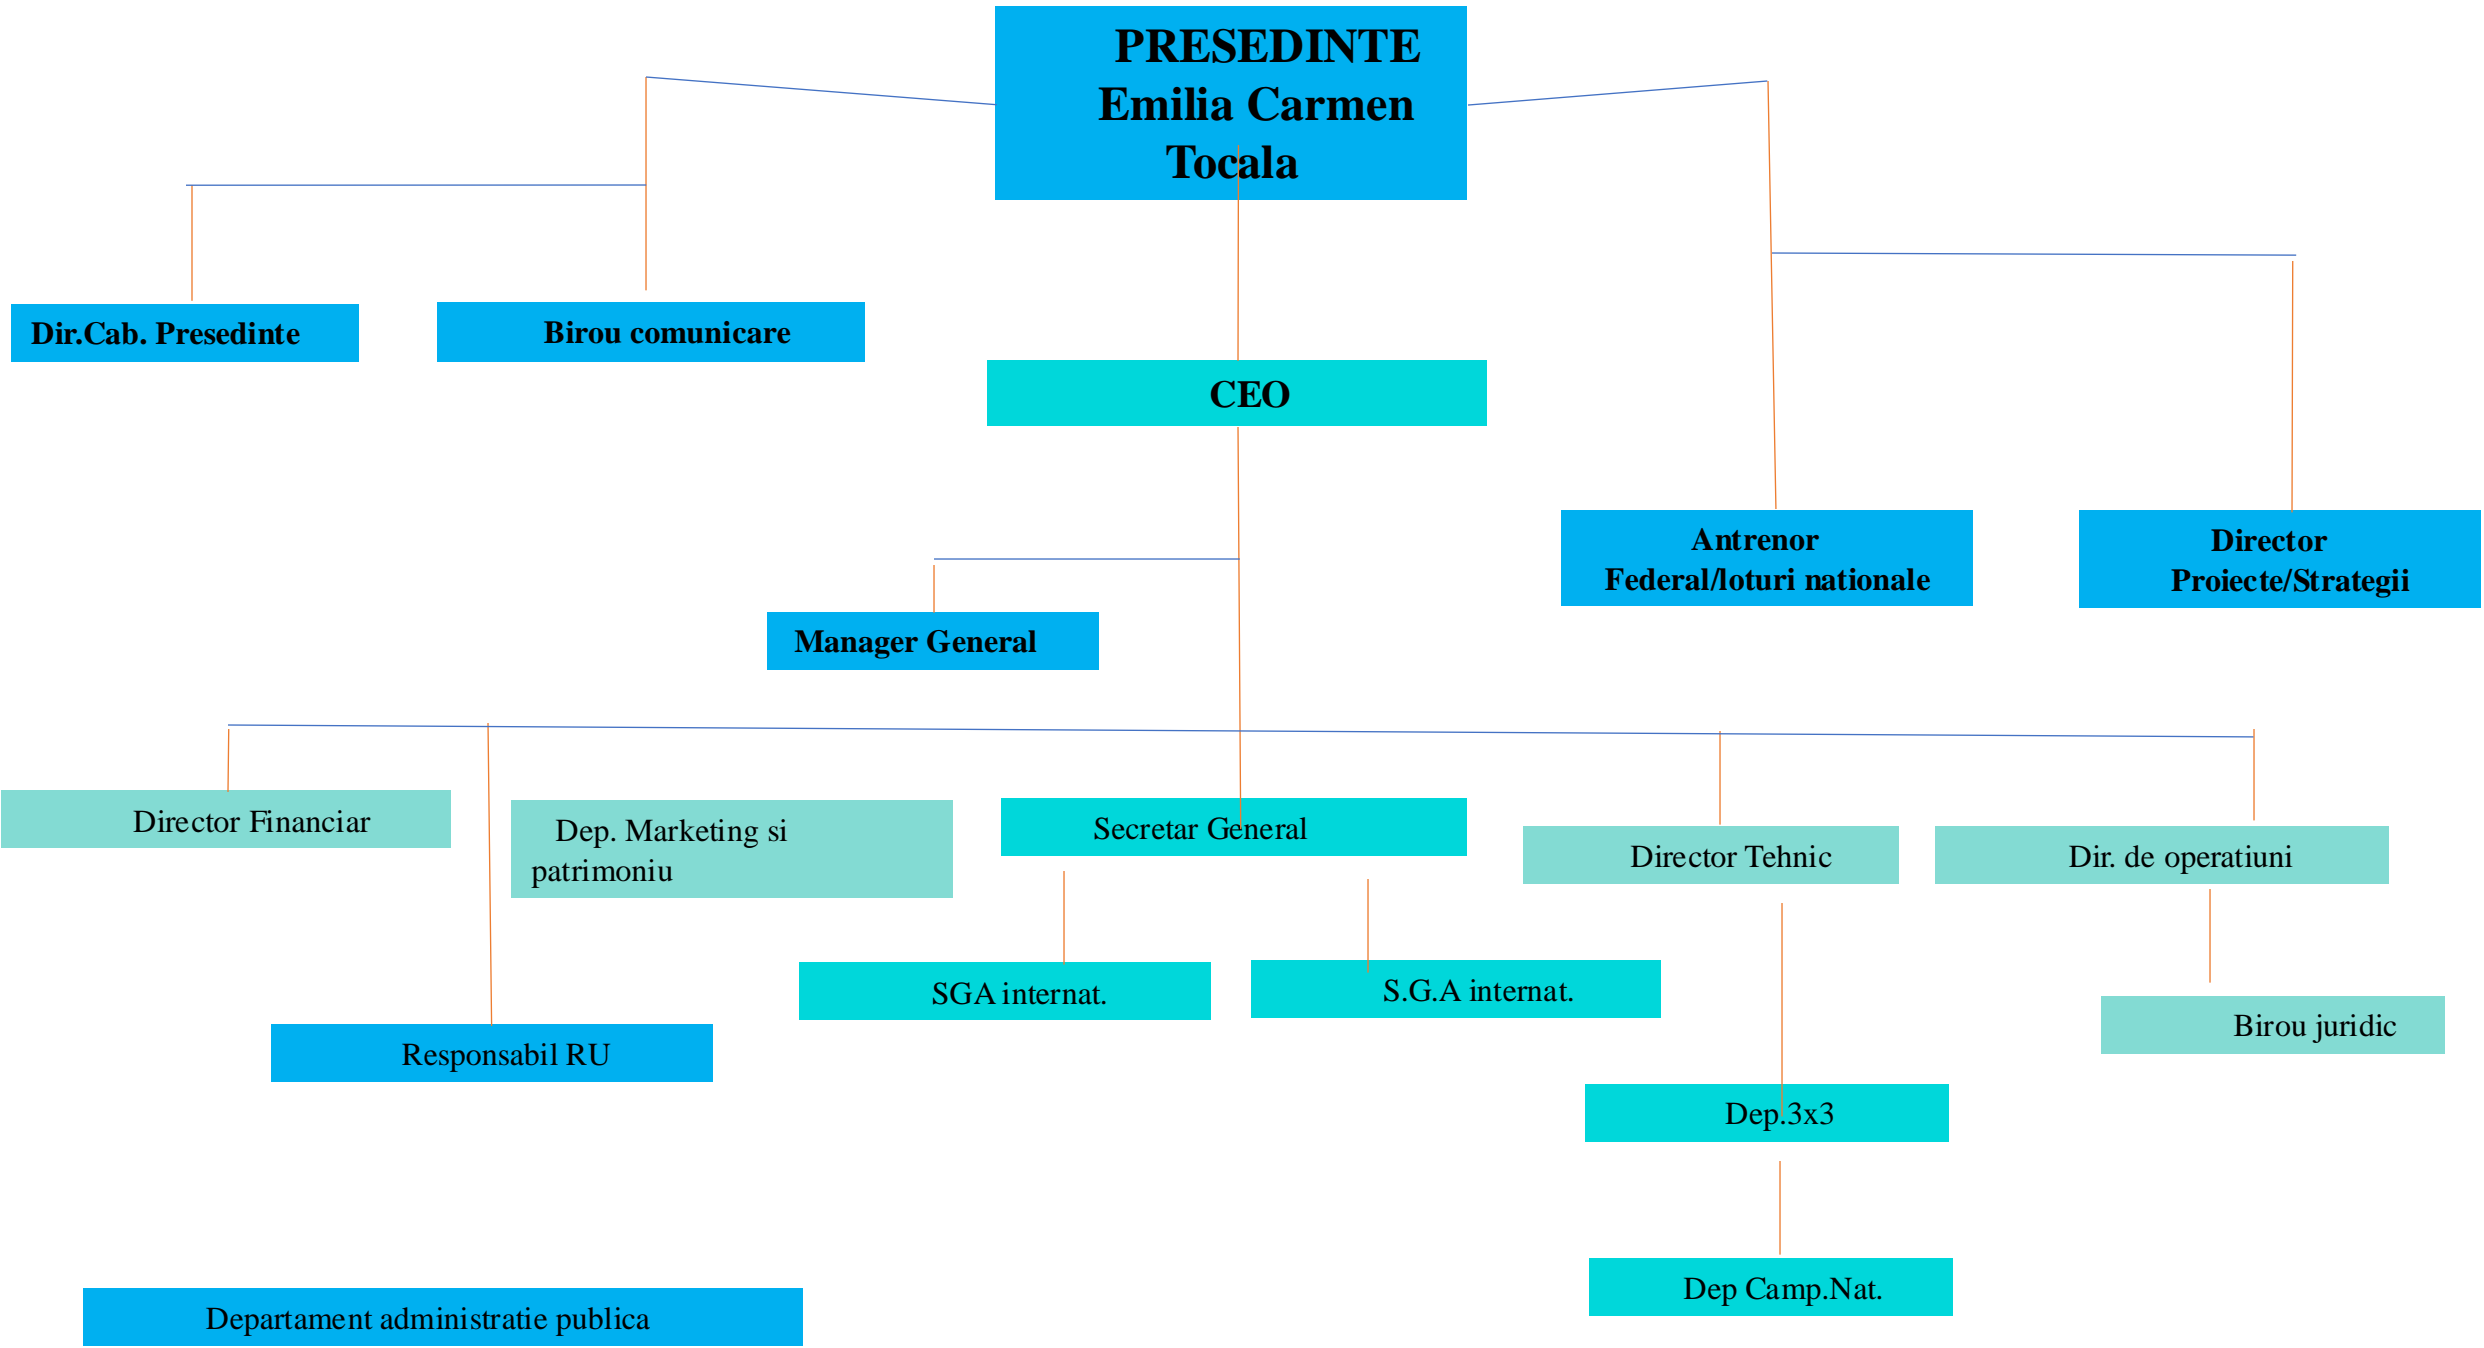 PRESEDINTE
Emilia Carmen
Tocala
Dir.Cab. Presedinte
Birou comunicare
CEO
Antrenor
Federal/loturi nationale
Director
Proiecte/Strategii
Manager General
Director Financiar
Dep. Marketing si
patrimoniu
Secretar General
Director Tehnic
Dir. de operatiuni
SGA internat.
S.G.A internat.
Birou juridic
Responsabil RU
Dep.3x3
Dep Camp.Nat.
Departament administratie publica